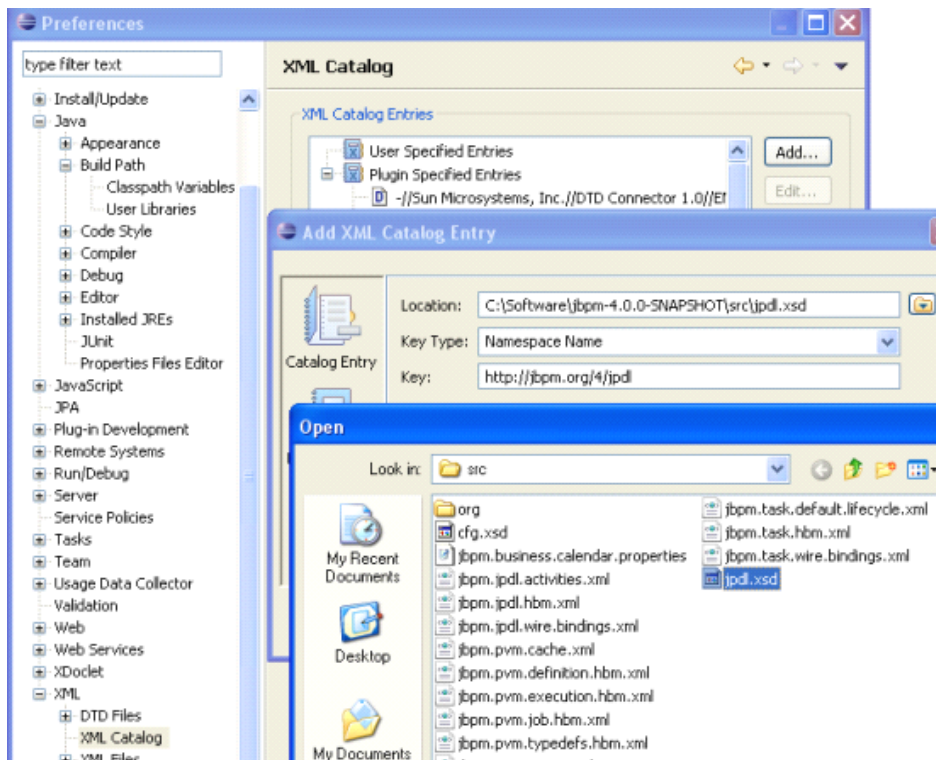 Preferences
type filter text
Install/Update
Java
Appearance
Build Path
Classpath Variables
User Libraries
Code Style
Compiler
Debug
Editor
Installed JREs
JUnit
Properties Files Editor
JavaScript
JPA
Plug-in Development
Remote Systems
Run/Debug
Server
Service Policies
Tasks
Team
Usage Data Collector
Validation
Web
Web Services
XDoclet
XML
DTD Files
XML Catalog
XML Files
XML Catalog
XML Catalog Entries
User Specified Entries
Plugin Specified Entries
-//Sun Microsystems, Inc.//DTD Connector 1.0//
Add...
Edit...
Add XML Catalog Entry
Catalog Entry
Location: C:\Software\jbpm-4.0.0-SNAPSHOT\src\jpdl.xsd
Key Type: Namespace Name
Key: http://jbpm.org/4/jpdl
Open
Look in: src
My Recent
Documents
Desktop
My Documents
org
cfg.xsd
jbpm.business.calendar.properties
jbpm.jpdl.activities.xml
jbpm.jpdl.hbm.xml
jbpm.jpdl.wire.bindings.xml
jbpm.pvm.cache.xml
jbpm.pvm.definition.hbm.xml
jbpm.pvm.execution.hbm.xml
jbpm.pvm.job.hbm.xml
jbpm.pvm.typedefs.hbm.xml
jbpm.task.default.lifecycle.xml
jbpm.task.hbm.xml
jbpm.task.wire.bindings.xml
jpdl.xsd